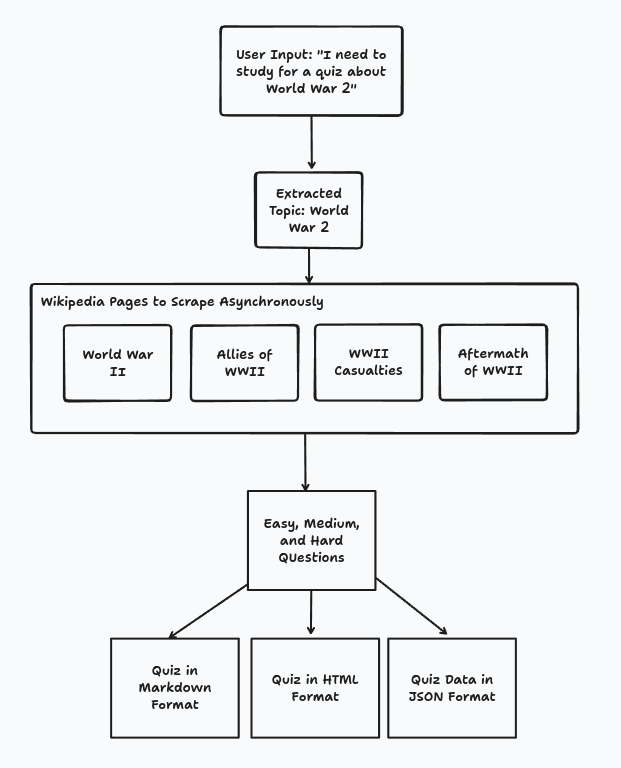 User Input: "I need to
study for a quiz about
World War 2"
Extracted
Topic: World
War 2
Wikipedia Pages to Scrape Asynchronously
World War
II
Allies of
WWII
WWII
Casualties
Aftermath
of WWII
Easy, Medium,
and Hard
QUestions
Quiz in
Markdown
Format
Quiz in HTML
Format
Quiz Data in
JSON Format